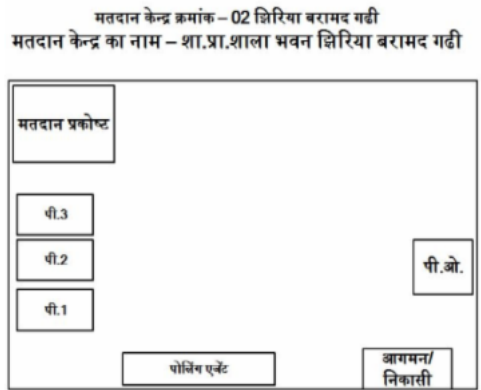 मतदान केन्द्र क्रमांक – 02 झिरिया बरामद गढी
मतदान केन्द्र का नाम – शा.प्रा.शाला भवन झिरिया बरामद गढी
मतदान प्रकोष्ट
पी.3
पी.2
पी.ओ.
पी.1
पोलिंग एजेंट
आगमन/
निकासी